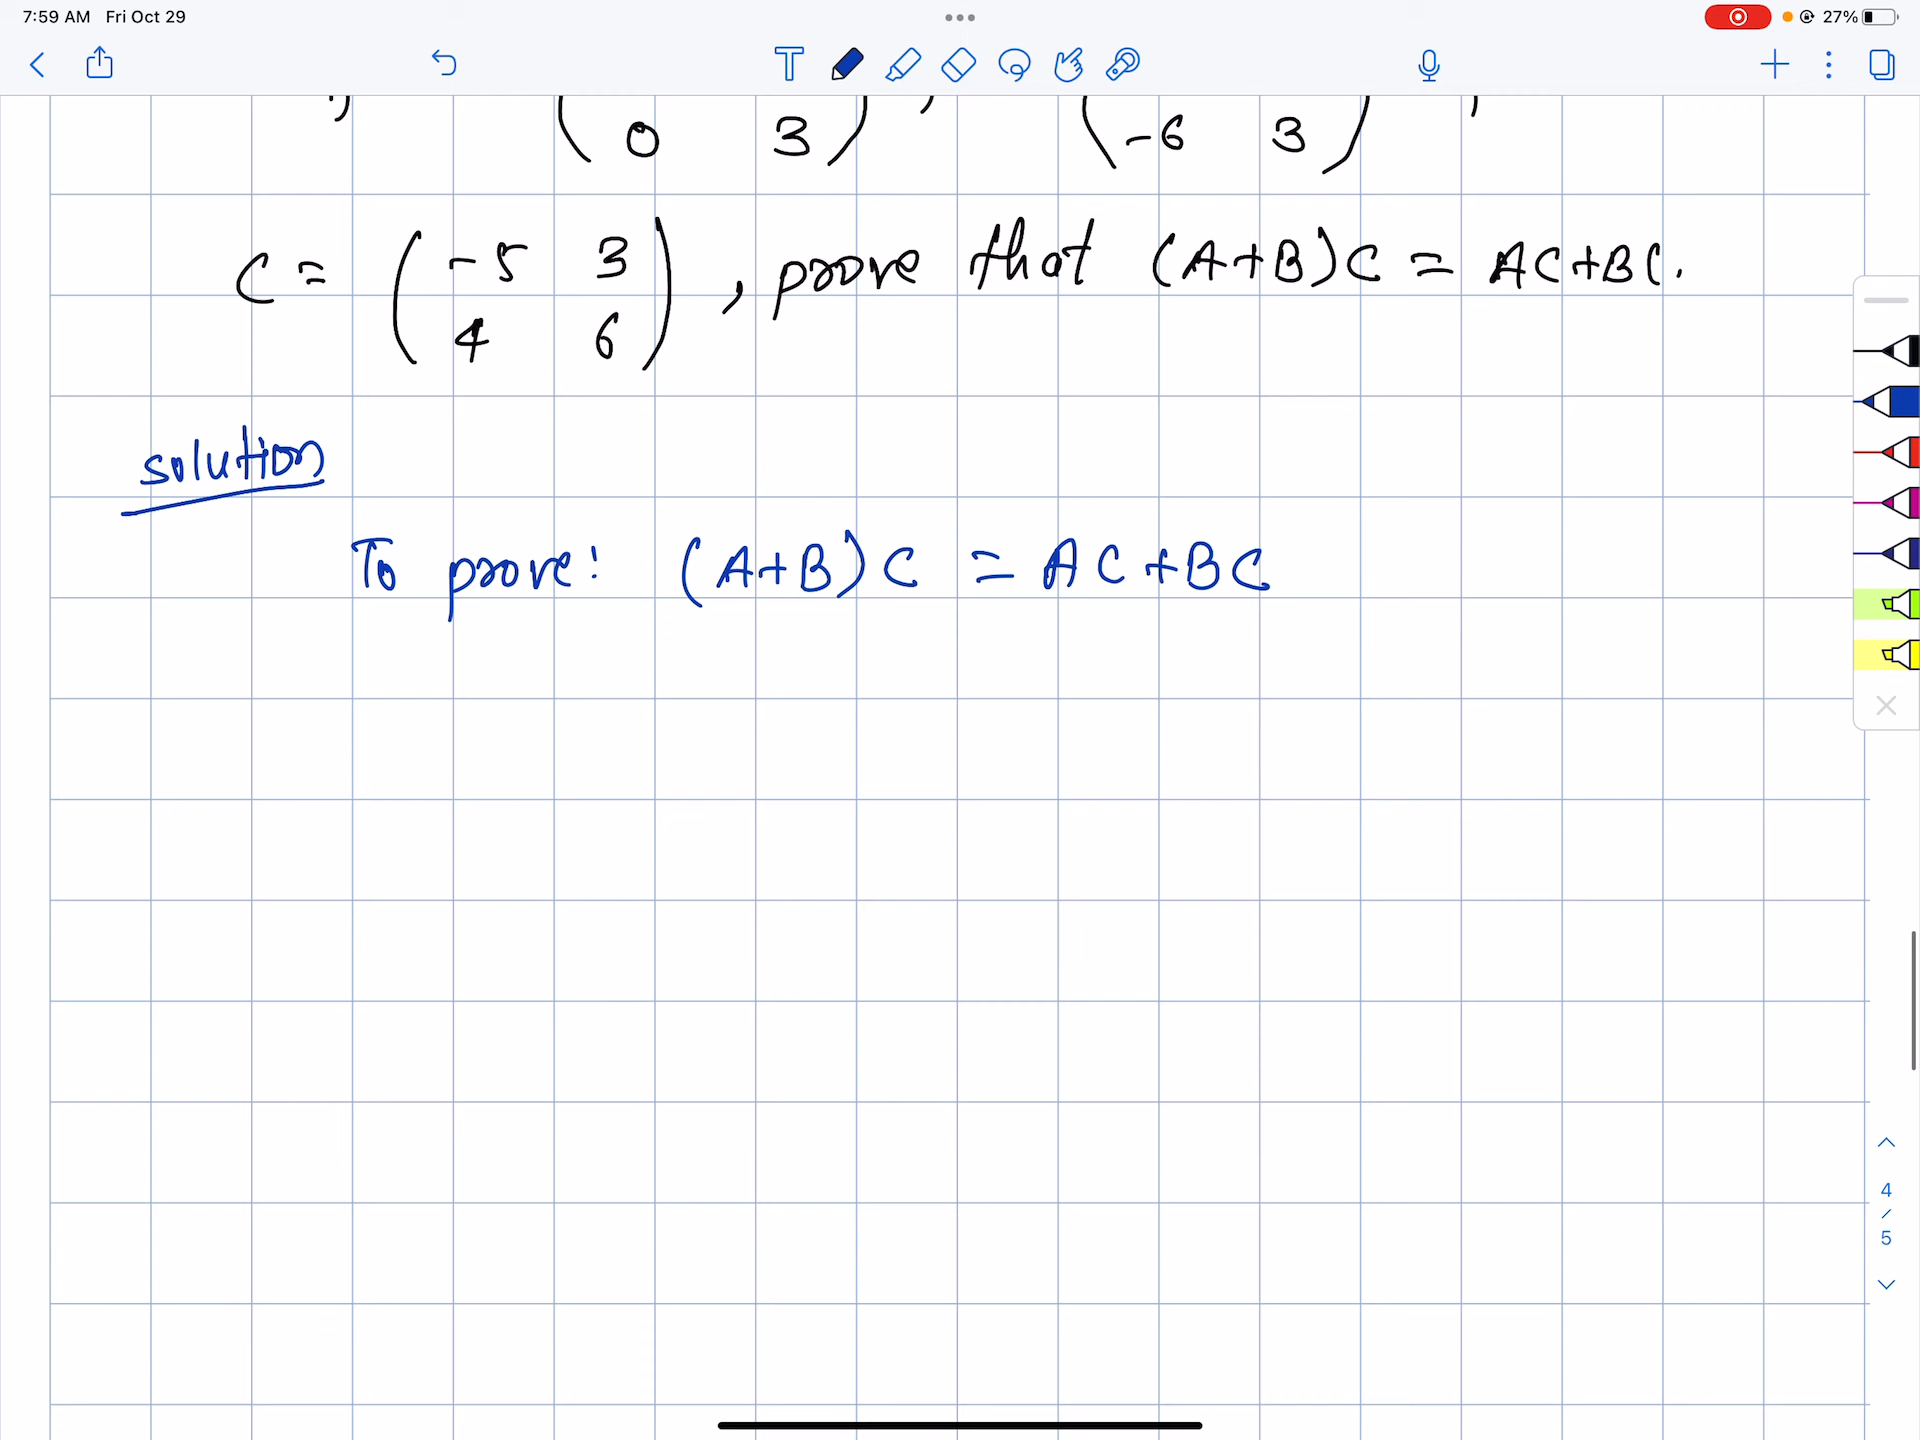 7:59 AM Fri Oct 29
27%
0 3 ) , ( -6 3 ) ,
C = ( -5 3 ) , prove that (A+B)C = AC+BC.
4 6
solution
To prove: (A+B)C = AC+BC
4
/
5